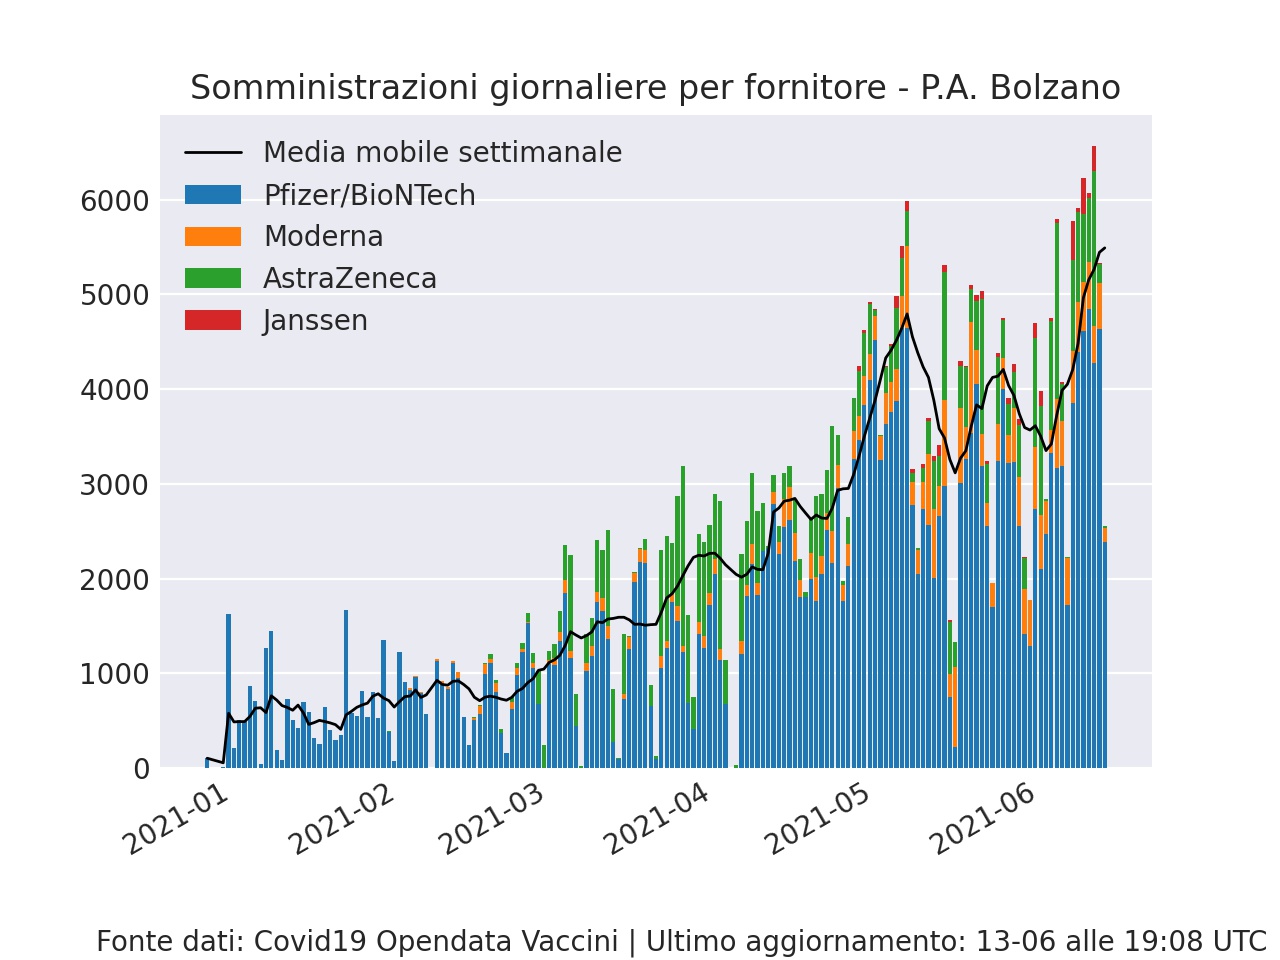 Somministrazioni giornaliere per fornitore - P.A. Bolzano
Media mobile settimanale
Pfizer/BioNTech
Moderna
AstraZeneca
Janssen
6000
5000
4000
3000
2000
1000
0
2021-01
2021-02
2021-03
2021-04
2021-05
2021-06
Fonte dati: Covid19 Opendata Vaccini | Ultimo aggiornamento: 13-06 alle 19:08 UTC